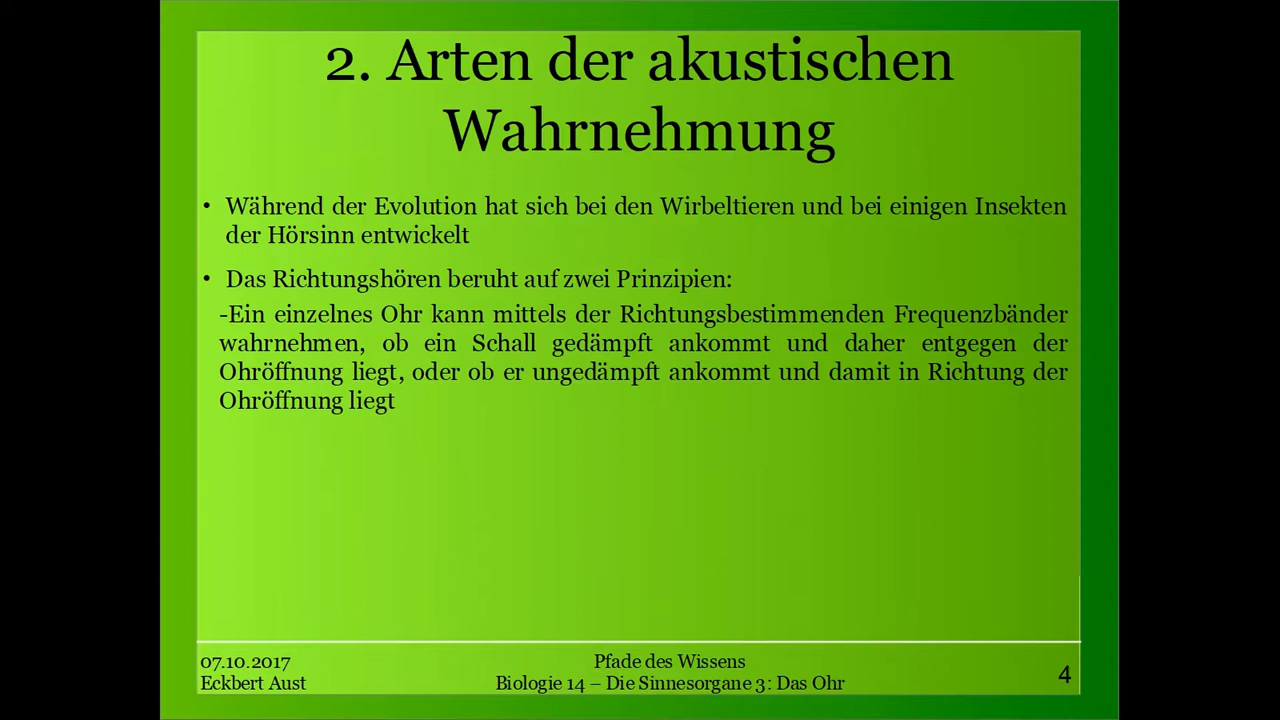 2. Arten der akustischen
Wahrnehmung
• Während der Evolution hat sich bei den Wirbeltieren und bei einigen Insekten
der Hörsinn entwickelt
• Das Richtungshören beruht auf zwei Prinzipien:
-Ein einzelnes Ohr kann mittels der Richtungsbestimmenden Frequenzbänder
wahrnehmen, ob ein Schall gedämpft ankommt und daher entgegen der
Ohröffnung liegt, oder ob er ungedämpft ankommt und damit in Richtung der
Ohröffnung liegt
07.10.2017
Eckbert Aust
Pfade des Wissens
Biologie 14 – Die Sinnesorgane 3: Das Ohr
4